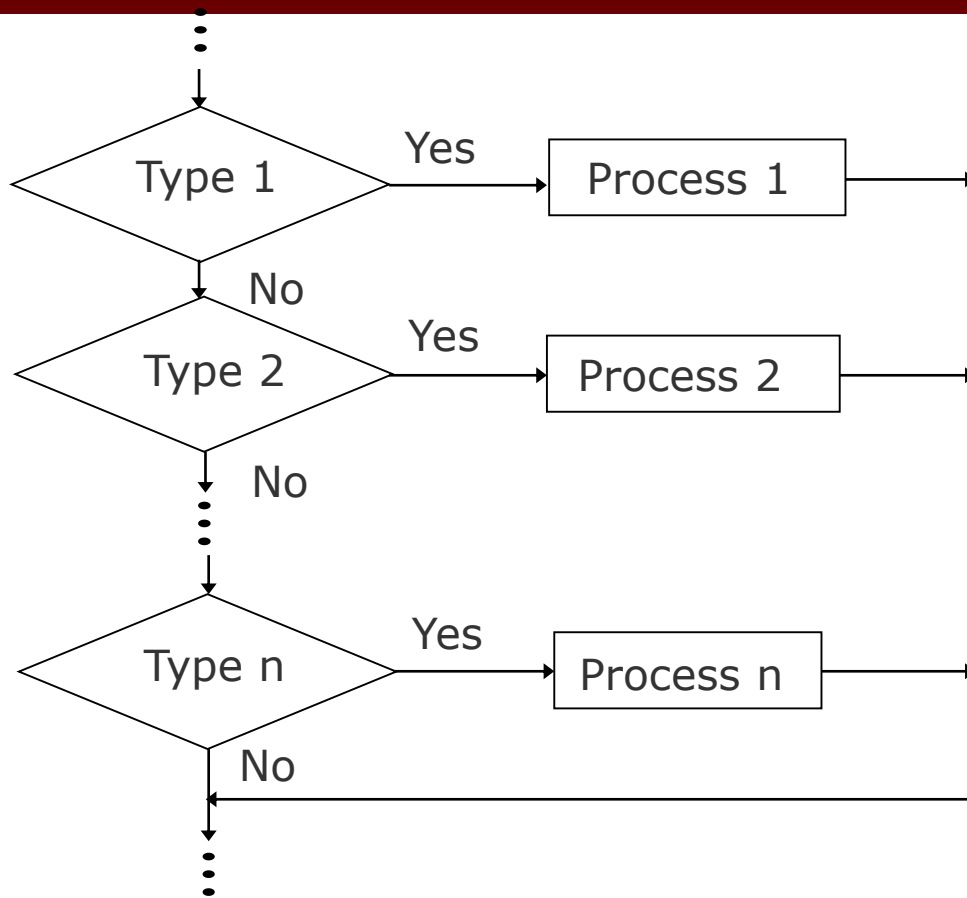 Type 1
Yes
Process 1
No
Type 2
Yes
Process 2
No
Type n
Yes
Process n
No